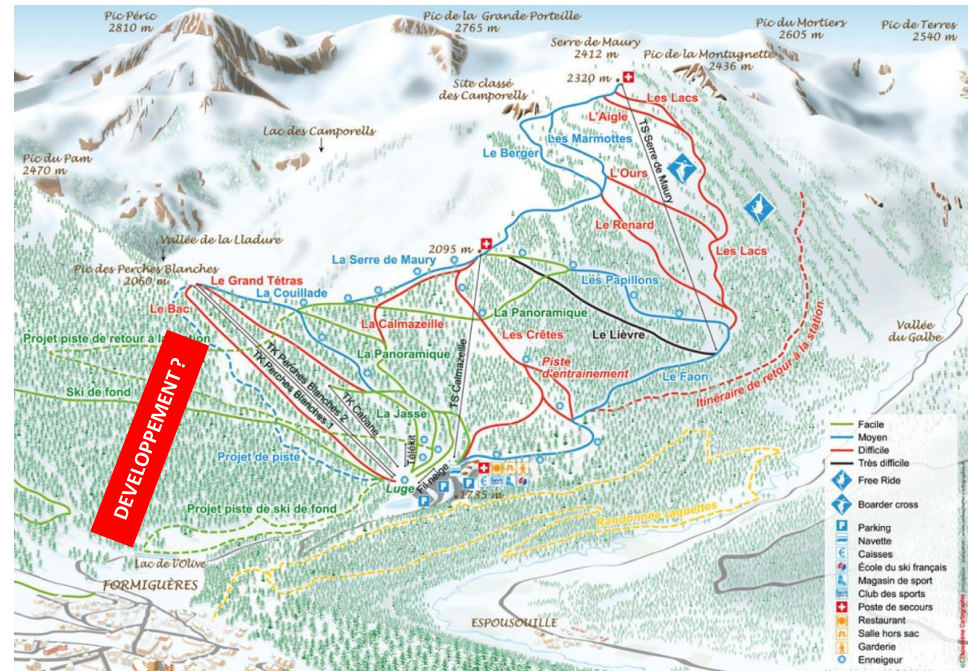 Pic Péric
2810 m
Pic de la Grande Porteille
2765 m
Serre de Maury
2412 m
2320 m
Pic de la Montagnette
2436 m
Pic du Mortiers
2605 m
Pic de Terres
2540 m
Site classé
des Camporells
Les Lacs
L'Aigle
Les Marmottes
Le Berger
TS Serre de Maury
L'Ours
Lac des Camporells
Pic du Pam
2470 m
Le Renard
Les Lacs
Vallée de la Lladure
2095 m
Pic des Perches Blanches
2060 m
Le Grand Tétras
La Serre de Maury
La Couillade
Les Papillons
Le Bac
La Calmazeille
La Panoramique
Le Lièvre
Les Crêtes
Vallée
du Galbe
Projet piste de retour à la station
La Panoramique
Piste
d'entrainement
Le Faon
Itinéraire de retour à la station
TK Perches Blanches 2
TK Perches Blanches 1
TS Calmazeille
Ski de fond
TK Cabane
La Jasse
DEVELOPPEMENT ?
Projet de piste
Télékit
Fil neige
Luge
1735 m
Projet piste de ski de fond
Randonnée raquettes
Lac de l'Olive
FORMIGUÈRES
ESPOUSOUILLE
Facile
Moyen
Difficile
Très difficile
Free Ride
Boarder cross
P Parking
Navette
€ Caisses
École du ski français
Magasin de sport
Club des sports
Poste de secours
Restaurant
Salle hors sac
Garderie
Enneigeur